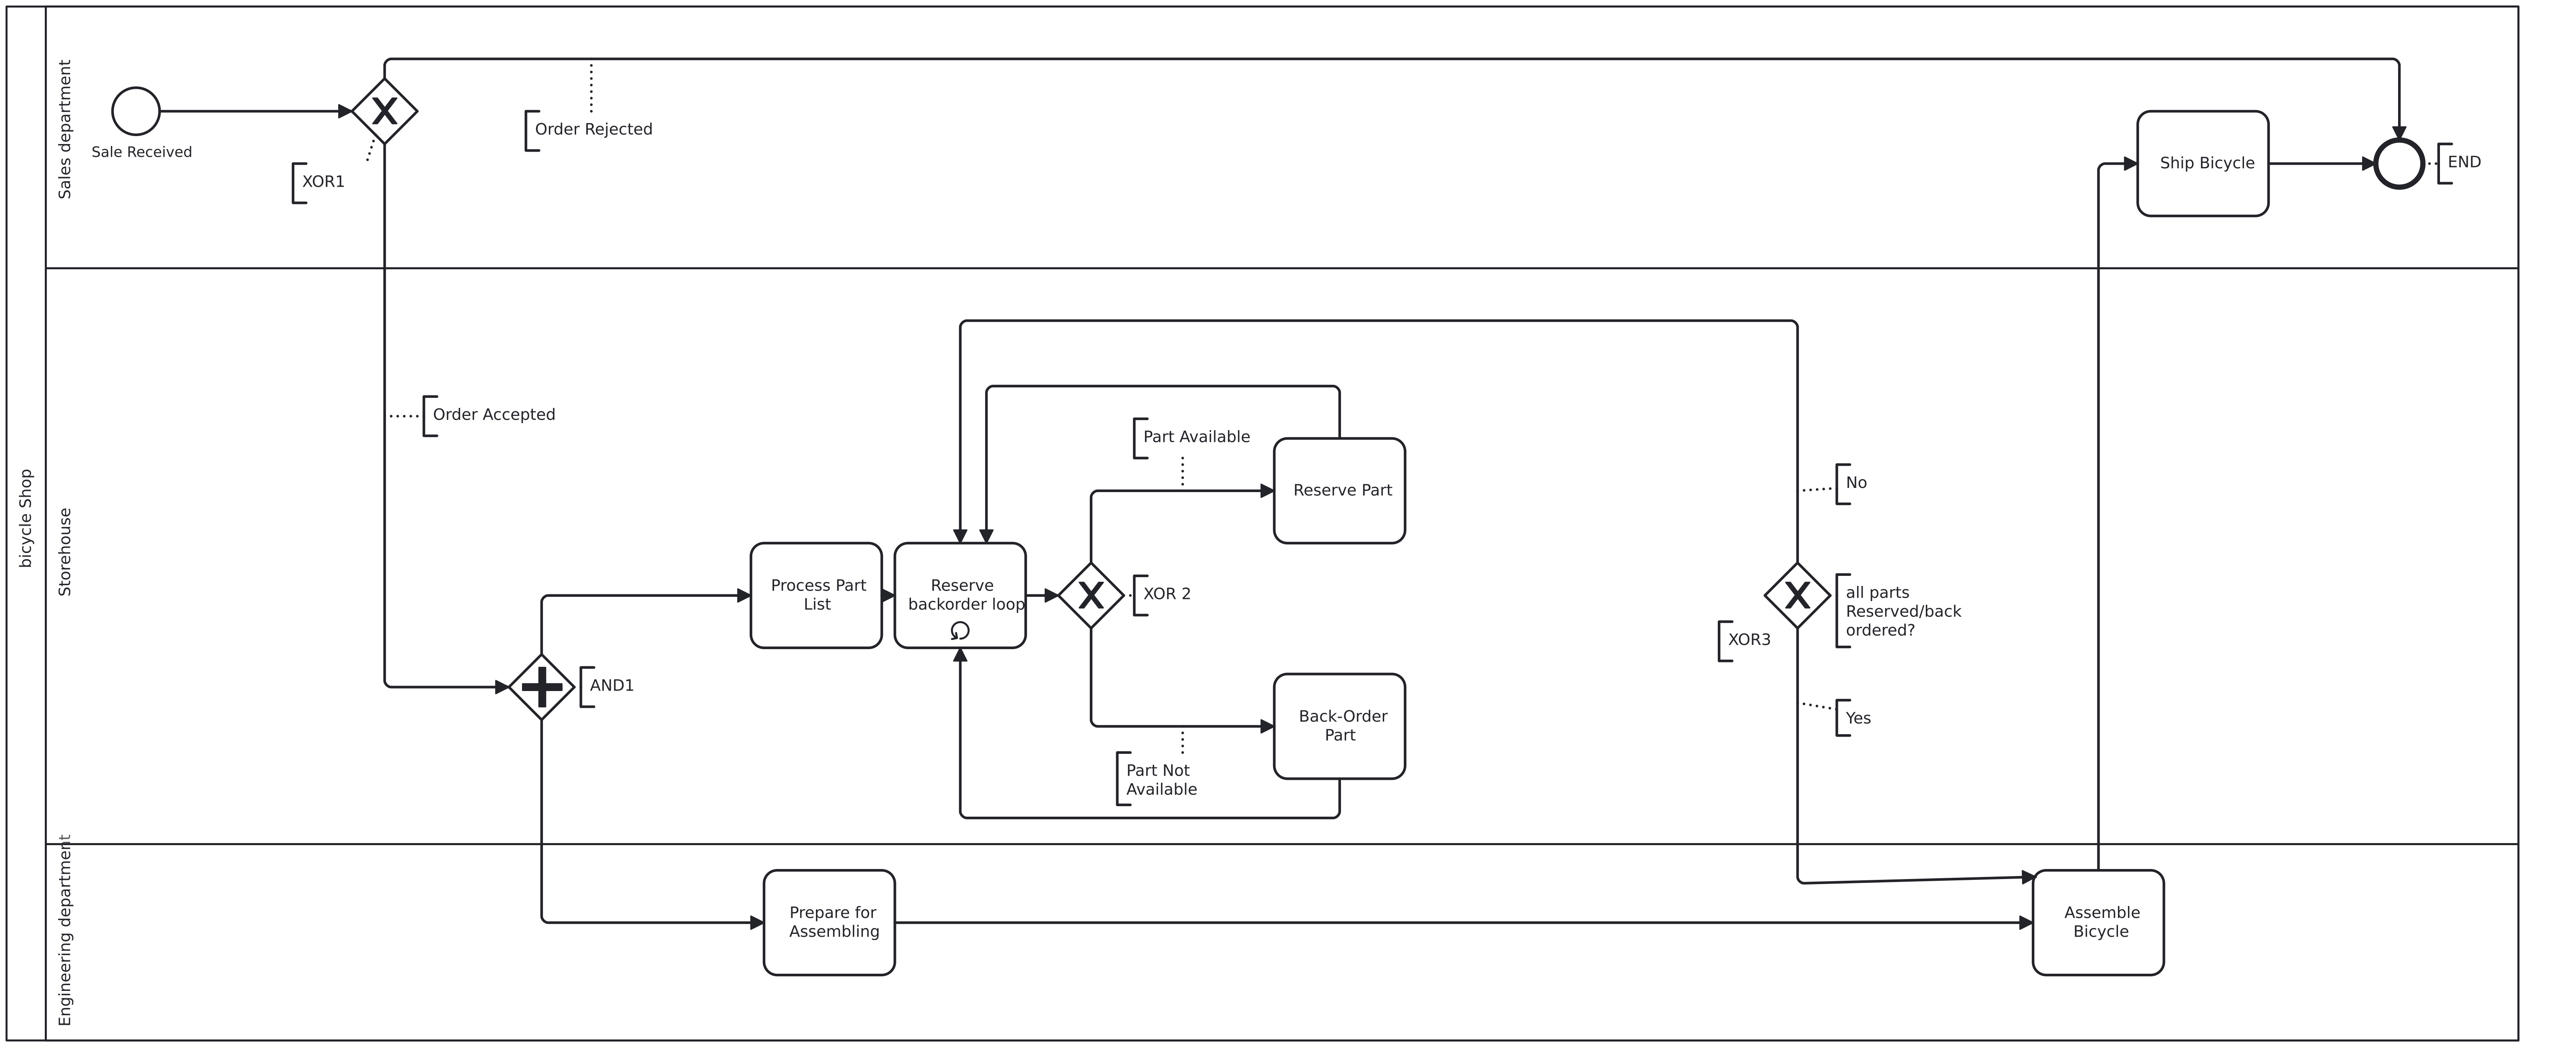 bicycle Shop
Sales department
Sale Received
XOR1
Order Rejected
Ship Bicycle
END
Storehouse
Order Accepted
AND1
Process Part
List
Reserve
backorder loop
XOR 2
Part Available
Reserve Part
Part Not
Available
Back-Order
Part
No
all parts
Reserved/back
ordered?
XOR3
Yes
Engineering department
Prepare for
Assembling
Assemble
Bicycle